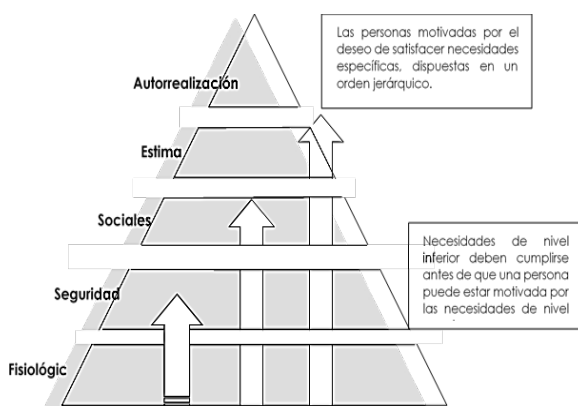 Las personas motivadas por el
deseo de satisfacer necesidades
específicas, dispuestas en un
orden jerárquico.
Autorrealización
Estima
Sociales
Necesidades de nivel
inferior deben cumplirse
antes de que una persona
puede estar motivada por
las necesidades de nivel
Seguridad
Fisiológic